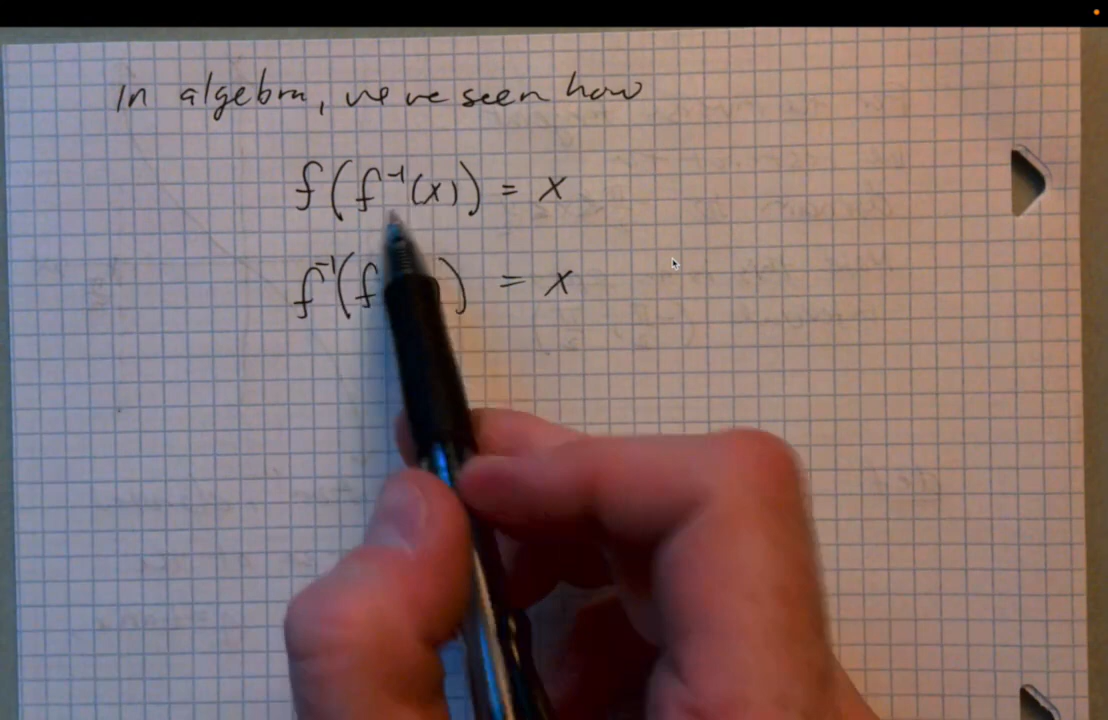 In algebra, we've seen how
f(f⁻¹(x)) = x
f⁻¹(f ) = x